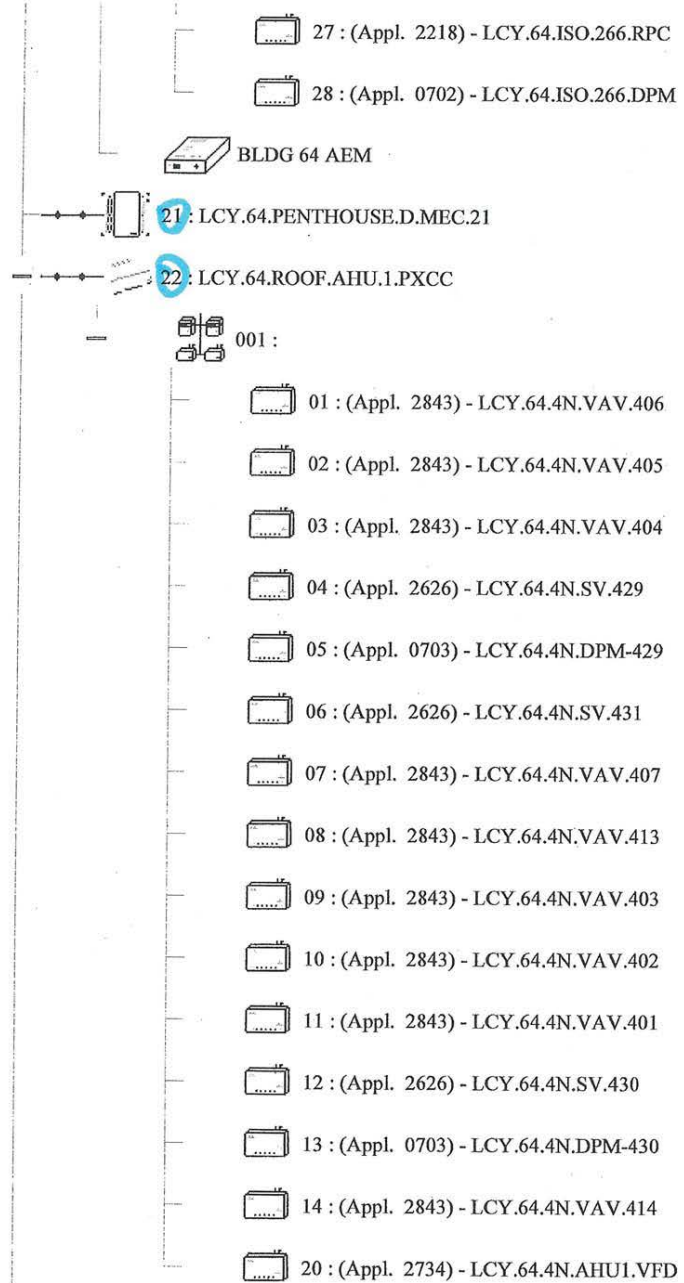 27 : (Appl. 2218) - LCY.64.ISO.266.RPC
28 : (Appl. 0702) - LCY.64.ISO.266.DPM
BLDG 64 AEM
21 : LCY.64.PENTHOUSE.D.MEC.21
22 : LCY.64.ROOF.AHU.1.PXCC
001 :
01 : (Appl. 2843) - LCY.64.4N.VAV.406
02 : (Appl. 2843) - LCY.64.4N.VAV.405
03 : (Appl. 2843) - LCY.64.4N.VAV.404
04 : (Appl. 2626) - LCY.64.4N.SV.429
05 : (Appl. 0703) - LCY.64.4N.DPM-429
06 : (Appl. 2626) - LCY.64.4N.SV.431
07 : (Appl. 2843) - LCY.64.4N.VAV.407
08 : (Appl. 2843) - LCY.64.4N.VAV.413
09 : (Appl. 2843) - LCY.64.4N.VAV.403
10 : (Appl. 2843) - LCY.64.4N.VAV.402
11 : (Appl. 2843) - LCY.64.4N.VAV.401
12 : (Appl. 2626) - LCY.64.4N.SV.430
13 : (Appl. 0703) - LCY.64.4N.DPM-430
14 : (Appl. 2843) - LCY.64.4N.VAV.414
20 : (Appl. 2734) - LCY.64.4N.AHU1.VFD